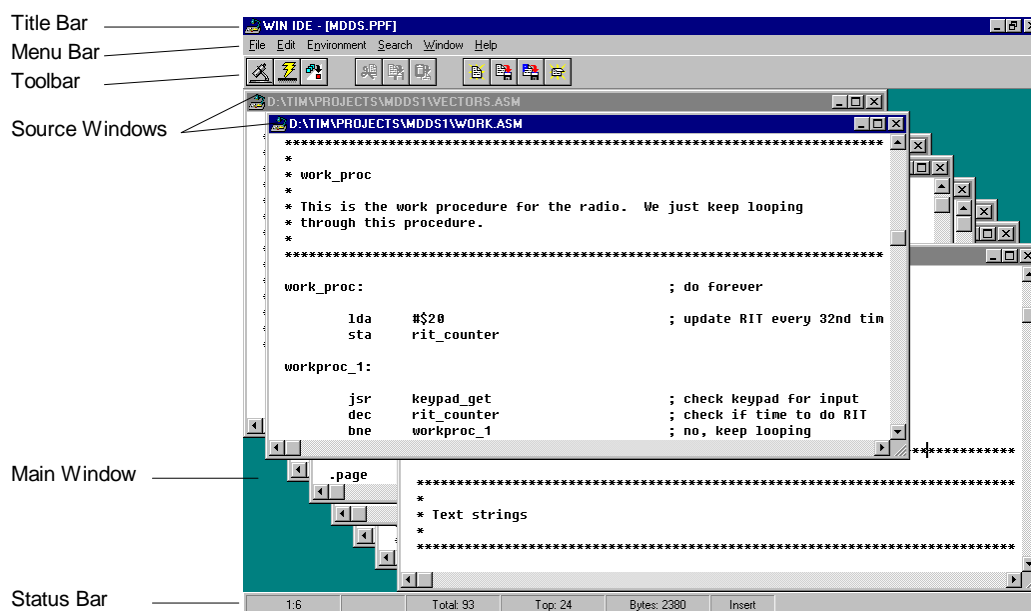 Title Bar
WIN IDE - [MDDS.PPF]
Menu Bar
File Edit Environment Search Window Help
Toolbar
Source Windows
D:\TIM\PROJECTS\MDDS1\VECTORS.ASM
D:\TIM\PROJECTS\MDDS1\WORK.ASM
***************************************************************************
*
* work_proc
*
* This is the work procedure for the radio.  We just keep looping
* through this procedure.
*
***************************************************************************
work_proc: ; do forever
lda #$20 ; update RIT every 32nd tim
sta rit_counter
workproc_1:
jsr keypad_get ; check keypad for input
dec rit_counter ; check if time to do RIT
bne workproc_1 ; no, keep looping
Main Window
.page
***************************************************************************
*
* Text strings
*
***************************************************************************
Status Bar
1:6 Total: 93 Top: 24 Bytes: 2380 Insert